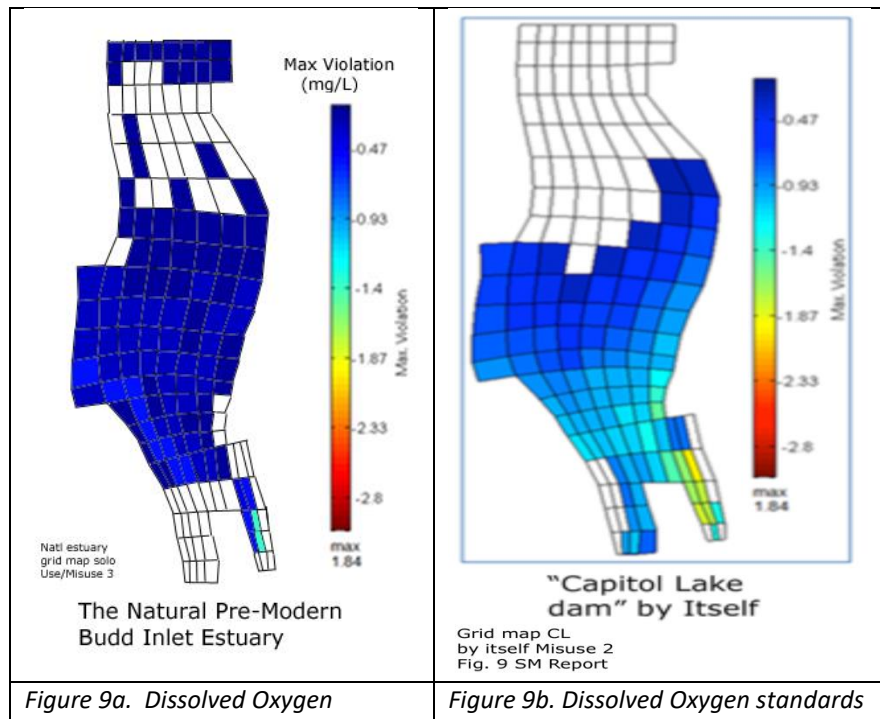 Max Violation
(mg/L)
-0.47
-0.93
-1.4
-1.87
-2.33
-2.8
Max. Violation
max
1.84
Natl estuary
grid map solo
Use/Misuse 3
The Natural Pre-Modern
Budd Inlet Estuary
Figure 9a. Dissolved Oxygen
-0.47
-0.93
-1.4
-1.87
-2.33
-2.8
Max. Violation
max
1.84
"Capitol Lake
dam" by Itself
Grid map CL
by itself Misuse 2
Fig. 9 SM Report
Figure 9b. Dissolved Oxygen standards